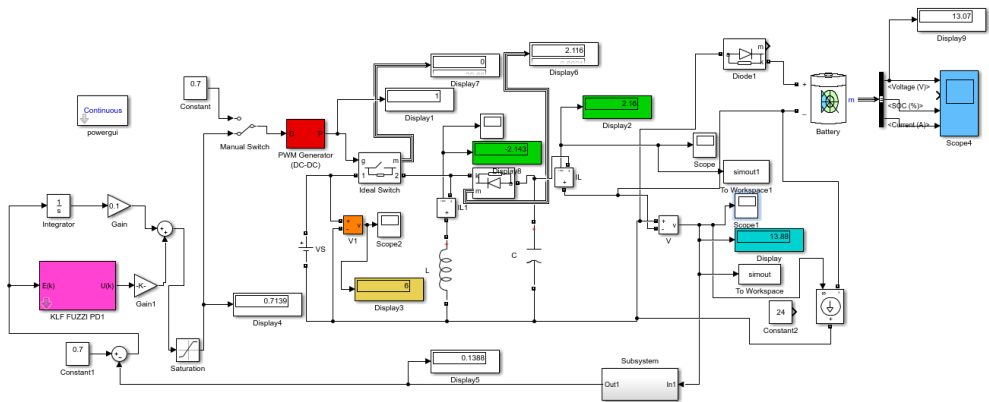 13.07
Display9
2.116
Display6
0
Display7
m
Diode1
+
Battery
m
<Voltage (V)>
<SOC (%)>
<Current (A)>
Scope4
0.7
Constant
Continuous
powergui
1
Display1
2.16
Display2
Manual Switch
D
P
PWM Generator
(DC-DC)
-2.143
Display8
Scope
simout1
To Workspace1
g
m
1
2
Ideal Switch
m
IL
IL1
1
s
Integrator
0.1
Gain
V1
Scope2
VS
L
C
V
Scope1
13.88
Display
simout
To Workspace
E(k)
U(k)
KLF FUZZI PD1
-K-
Gain1
6
Display3
0.7139
Display4
24
Constant2
0.7
Constant1
Saturation
0.1388
Display5
Subsystem
Out1
In1